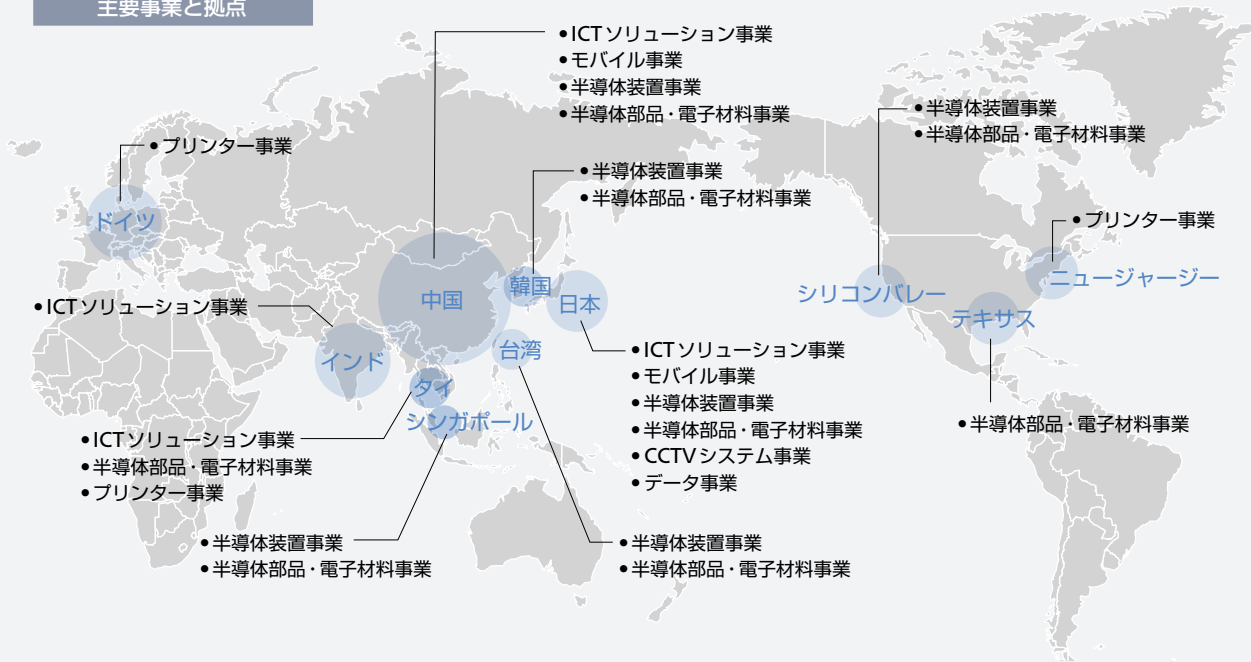 主要事業と拠点
•ICTソリューション事業
•モバイル事業
•半導体装置事業
•半導体部品・電子材料事業
•半導体装置事業
•半導体部品・電子材料事業
•プリンター事業
•半導体装置事業
•半導体部品・電子材料事業
ドイツ
•プリンター事業
ニュージャージー
シリコンバレー
テキサス
中国
韓国
日本
•ICTソリューション事業
インド
台湾
タイ
シンガポール
•ICTソリューション事業
•モバイル事業
•半導体装置事業
•半導体部品・電子材料事業
•CCTVシステム事業
•データ事業
•半導体部品・電子材料事業
•ICTソリューション事業
•半導体部品・電子材料事業
•プリンター事業
•半導体装置事業
•半導体部品・電子材料事業
•半導体装置事業
•半導体部品・電子材料事業